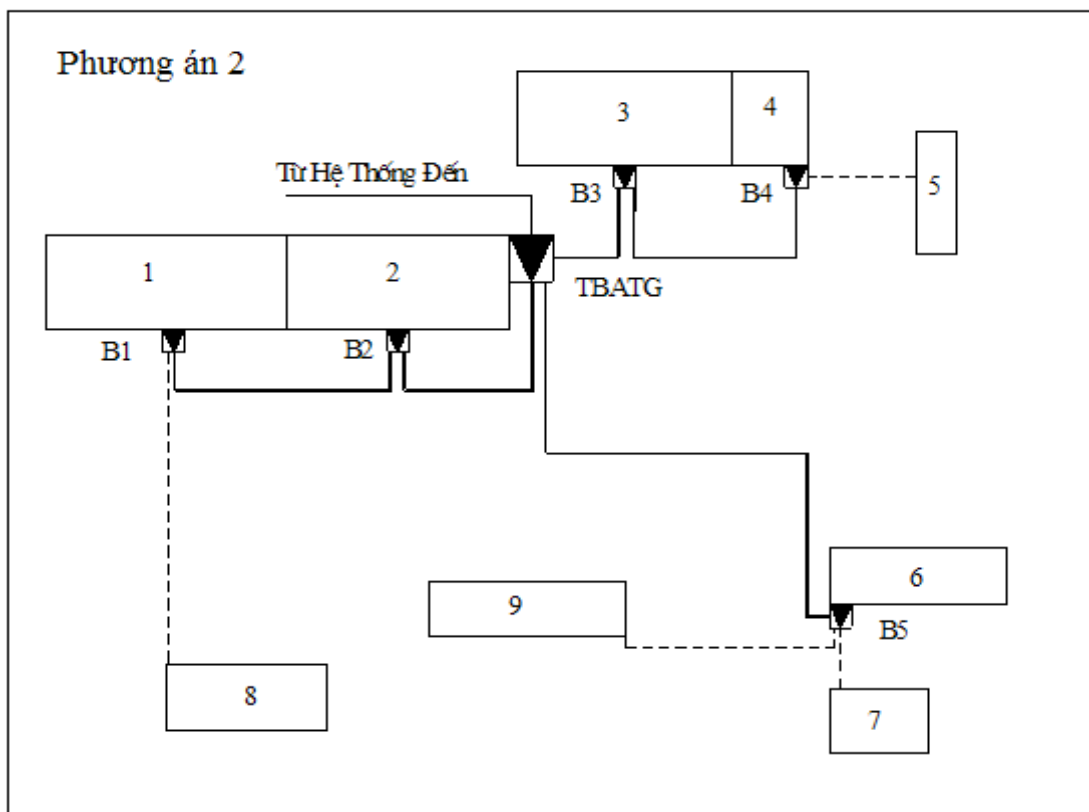 Phương án 2
3
4
5
Từ Hệ Thống Đến
B3
B4
1
2
TBATG
B1
B2
6
9
B5
8
7